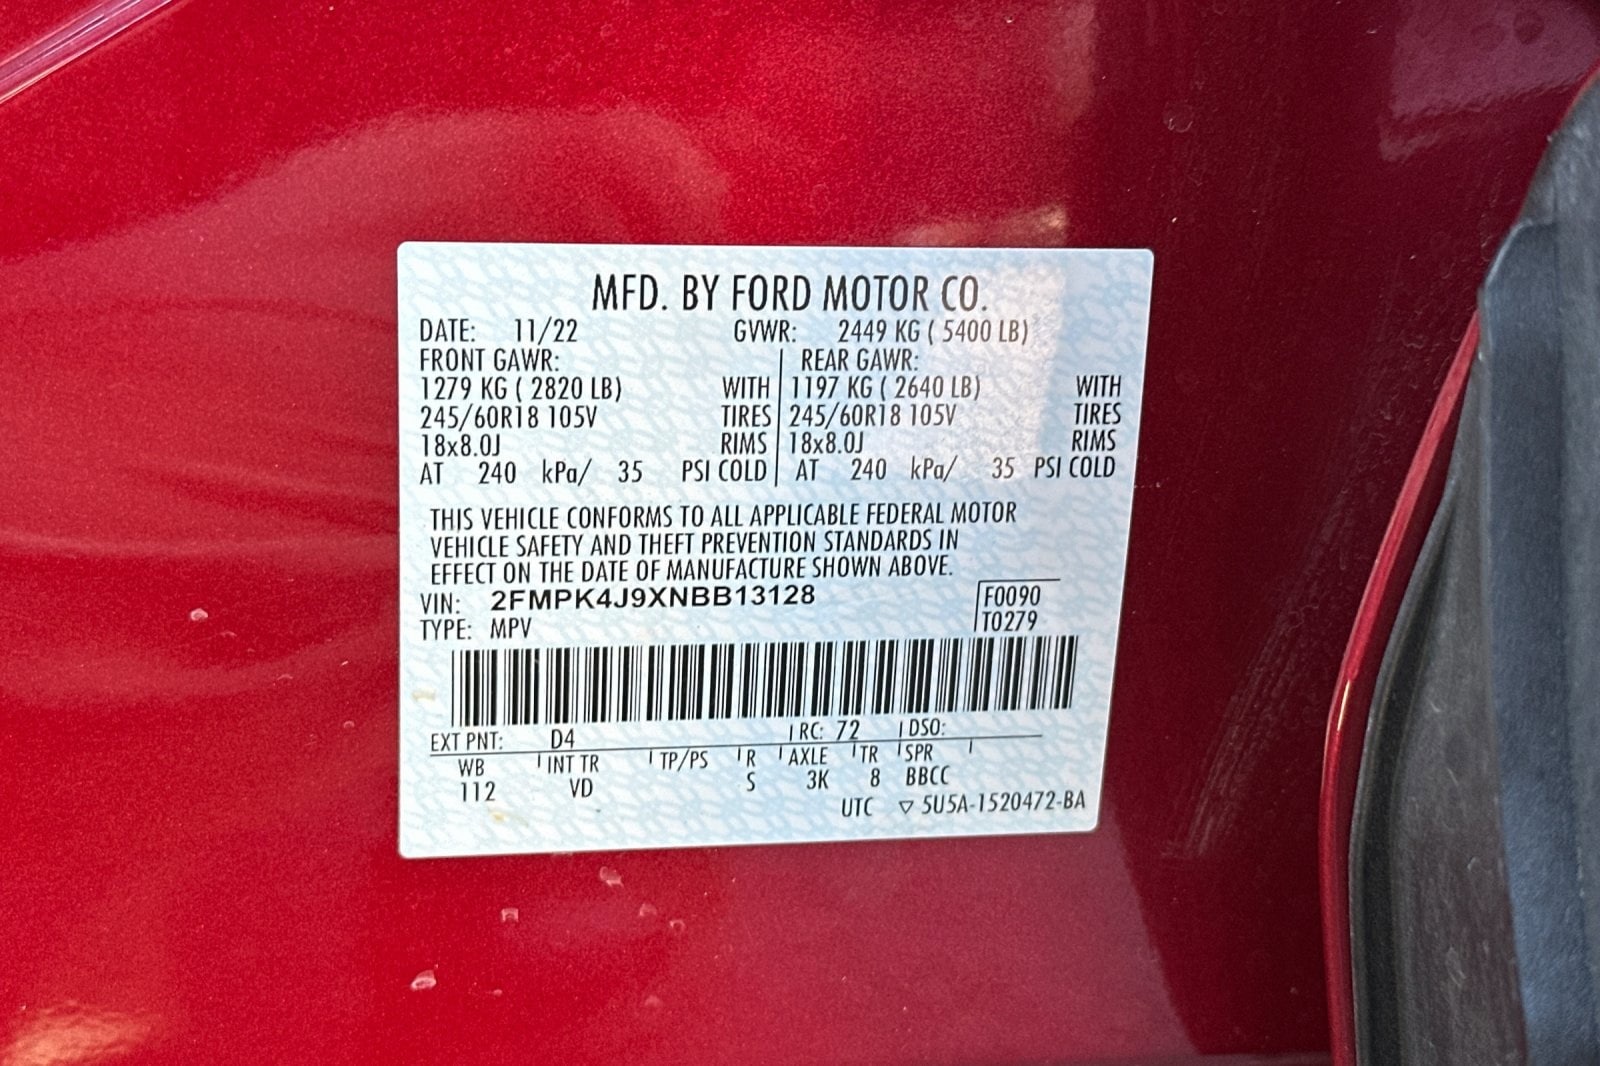 MFD. BY FORD MOTOR CO.
DATE: 11/22 GVWR: 2449 KG ( 5400 LB)
FRONT GAWR: REAR GAWR:
1279 KG ( 2820 LB) WITH 1197 KG ( 2640 LB) WITH
245/60R18 105V TIRES 245/60R18 105V TIRES
18x8.0J RIMS 18x8.0J RIMS
AT 240 kPa/ 35 PSI COLD AT 240 kPa/ 35 PSI COLD
THIS VEHICLE CONFORMS TO ALL APPLICABLE FEDERAL MOTOR
VEHICLE SAFETY AND THEFT PREVENTION STANDARDS IN
EFFECT ON THE DATE OF MANUFACTURE SHOWN ABOVE.
VIN: 2FMPK4J9XNBB13128 F0090
TYPE: MPV T0279
EXT PNT: D4 RC: 72 DSO:
WB INT TR TP/PS R AXLE TR SPR
112 VD S 3K 8 BBCC
UTC ▽ 5U5A-1520472-BA